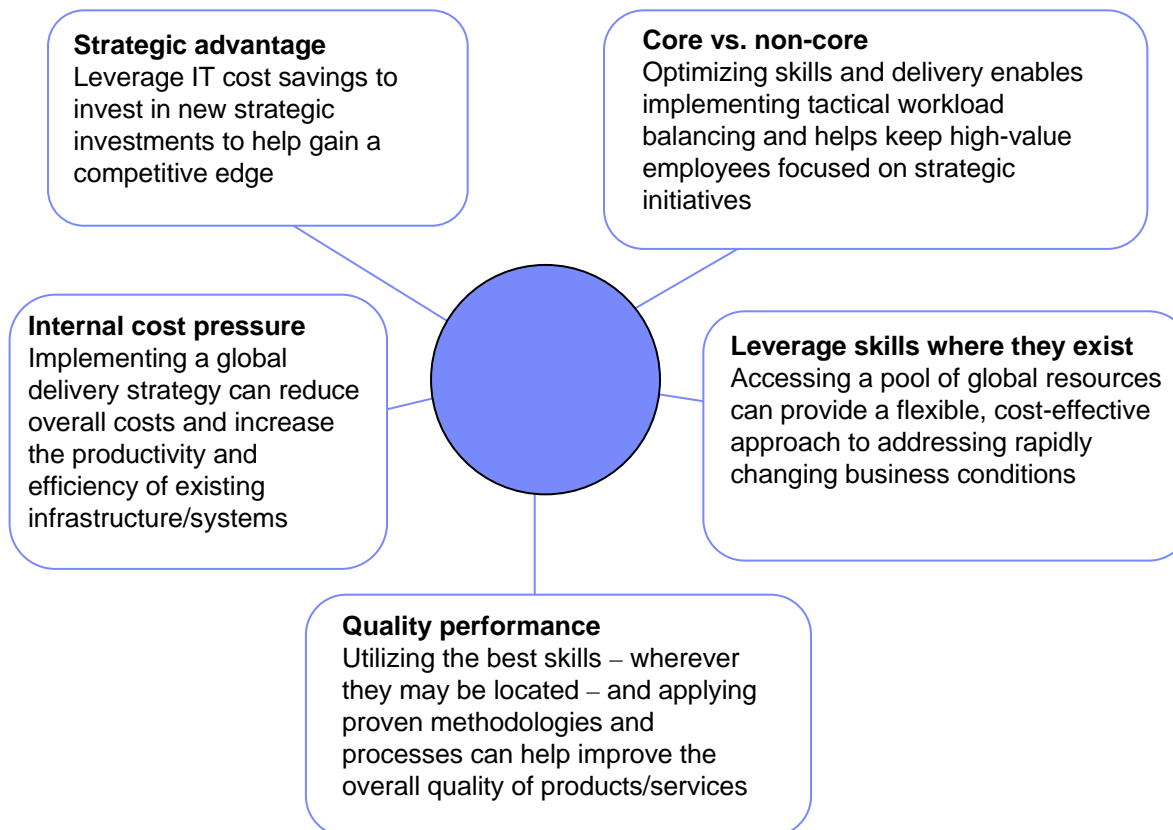 Strategic advantage
Leverage IT cost savings to
invest in new strategic
investments to help gain a
competitive edge
Core vs. non-core
Optimizing skills and delivery enables
implementing tactical workload
balancing and helps keep high-value
employees focused on strategic
initiatives
Internal cost pressure
Implementing a global
delivery strategy can reduce
overall costs and increase
the productivity and
efficiency of existing
infrastructure/systems
Leverage skills where they exist
Accessing a pool of global resources
can provide a flexible, cost-effective
approach to addressing rapidly
changing business conditions
Quality performance
Utilizing the best skills – wherever
they may be located – and applying
proven methodologies and
processes can help improve the
overall quality of products/services